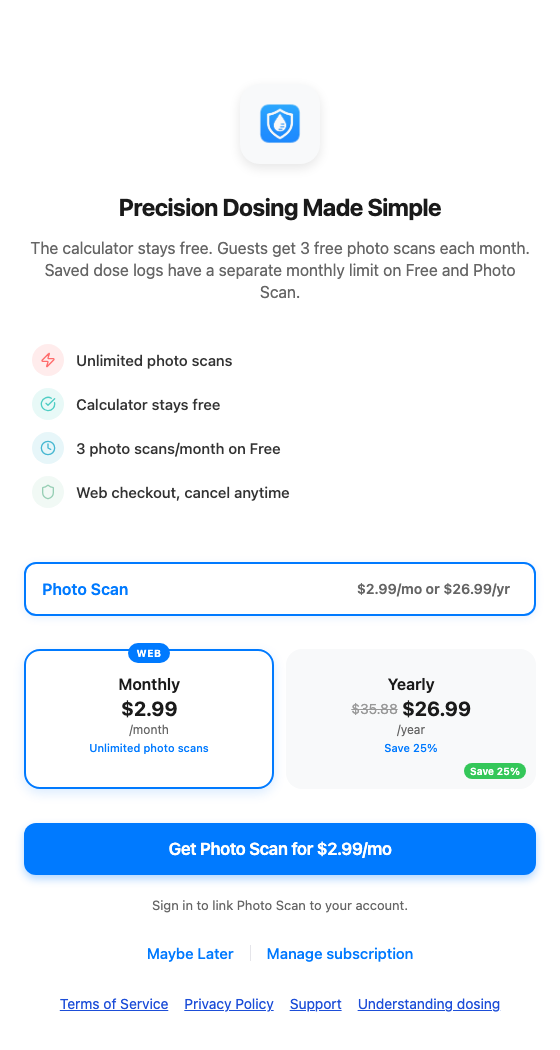 Precision Dosing Made Simple
The calculator stays free. Guests get 3 free photo scans each month.
Saved dose logs have a separate monthly limit on Free and Photo
Scan.
Unlimited photo scans
Calculator stays free
3 photo scans/month on Free
Web checkout, cancel anytime
Photo Scan $2.99/mo or $26.99/yr
WEB
Monthly
$2.99
/month
Unlimited photo scans
Yearly
$35.88 $26.99
/year
Save 25%
Save 25%
Get Photo Scan for $2.99/mo
Sign in to link Photo Scan to your account.
Maybe Later Manage subscription
Terms of Service Privacy Policy Support Understanding dosing